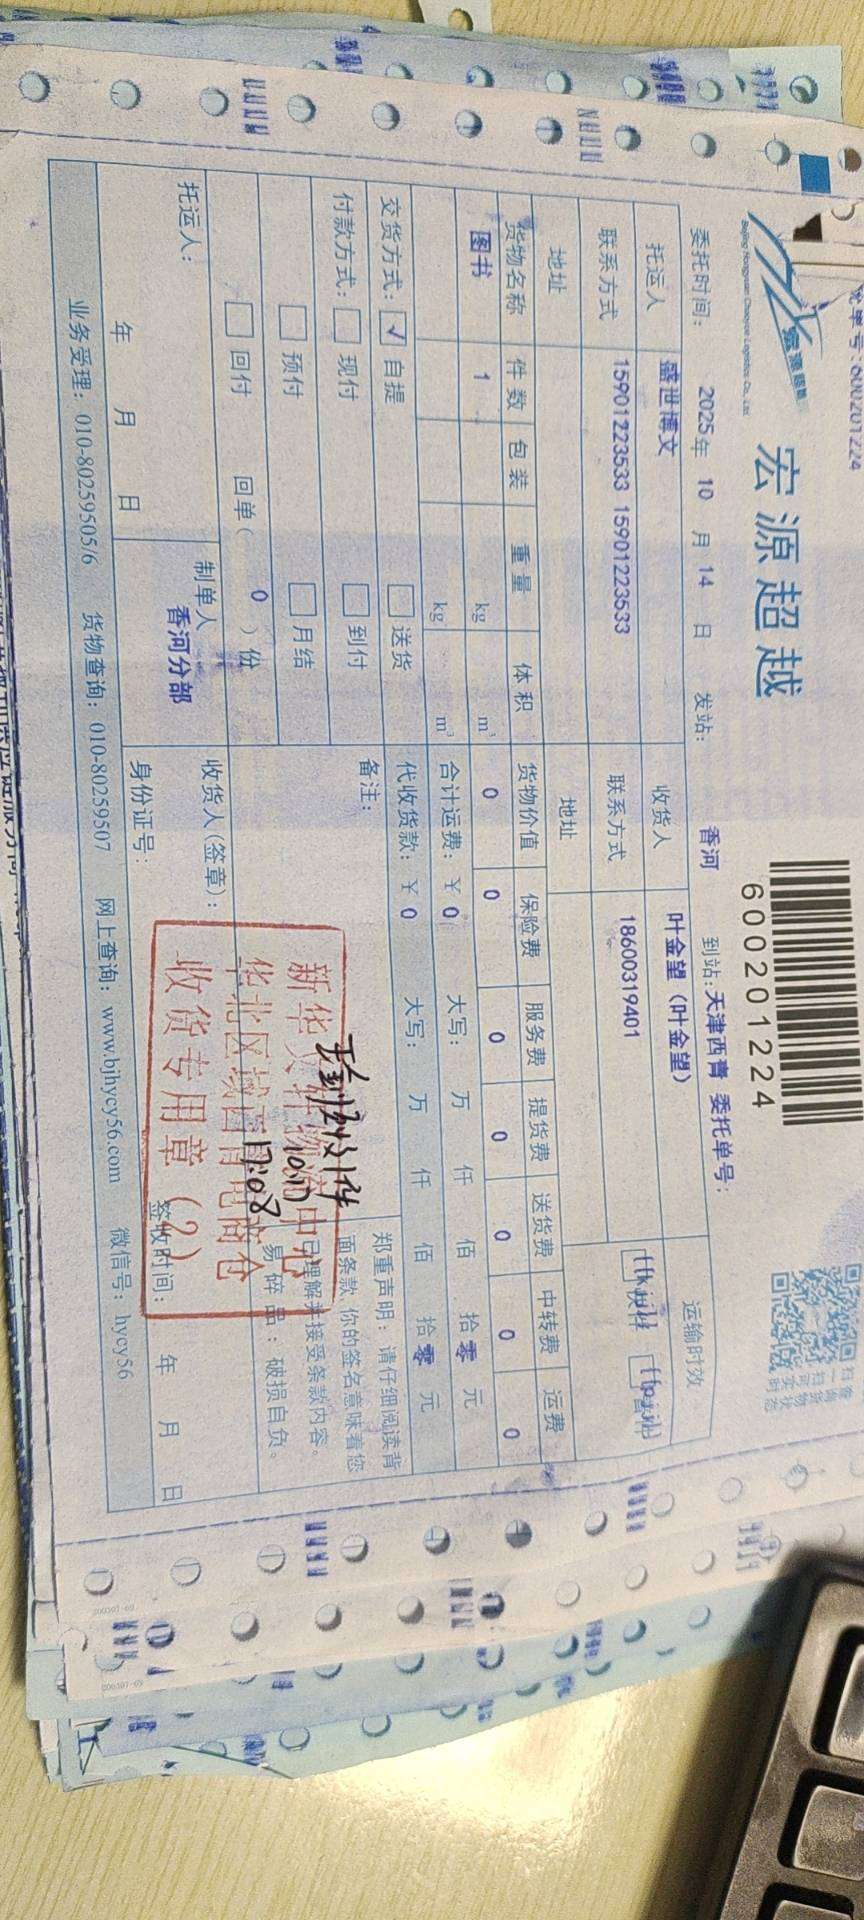 单号:600201224
宏源超越
Beijing Hongyuan Chaoyue Logistics Co., Ltd.
600201224
委托时间: 2025年 10 月 14 日 发站: 香河 到站:天津西青 委托单号:
托运人 盛世博文 收货人 叶金望 (叶金望) 运输时效
联系方式 15901223533 15901223533 联系方式 18600319401
地址 地址
货物名称 件数 包装 重量 体积 货物价值 保险费 服务费 提货费 送货费 中转费 运费
图书 1 kg m³ 0 0 0 0 0 0 0
kg m³ 合计运费: ¥ 0 大写: 万 仟 佰 拾 零 元
交货方式: ✓ 自提 送货 代收货款: ¥ 0 大写: 万 仟 佰 拾 零 元
付款方式: 现付 到付 备注:
预付 月结
回付 回单( 0 )份
郑重声明:请仔细阅读背
面条款,你的签名意味着您
已理解并接受条款内容。
易碎品:破损自负。
托运人: 制单人 香河分部 收货人(签章):
年 月 日 身份证号: 签收时间: 年 月 日
华北区域西青电商仓
收货专用章(2)
17:08
业务受理: 010-80259505/6 货物查询: 010-80259507 网上查询: www.bjhycy56.com 微信号: hycy56